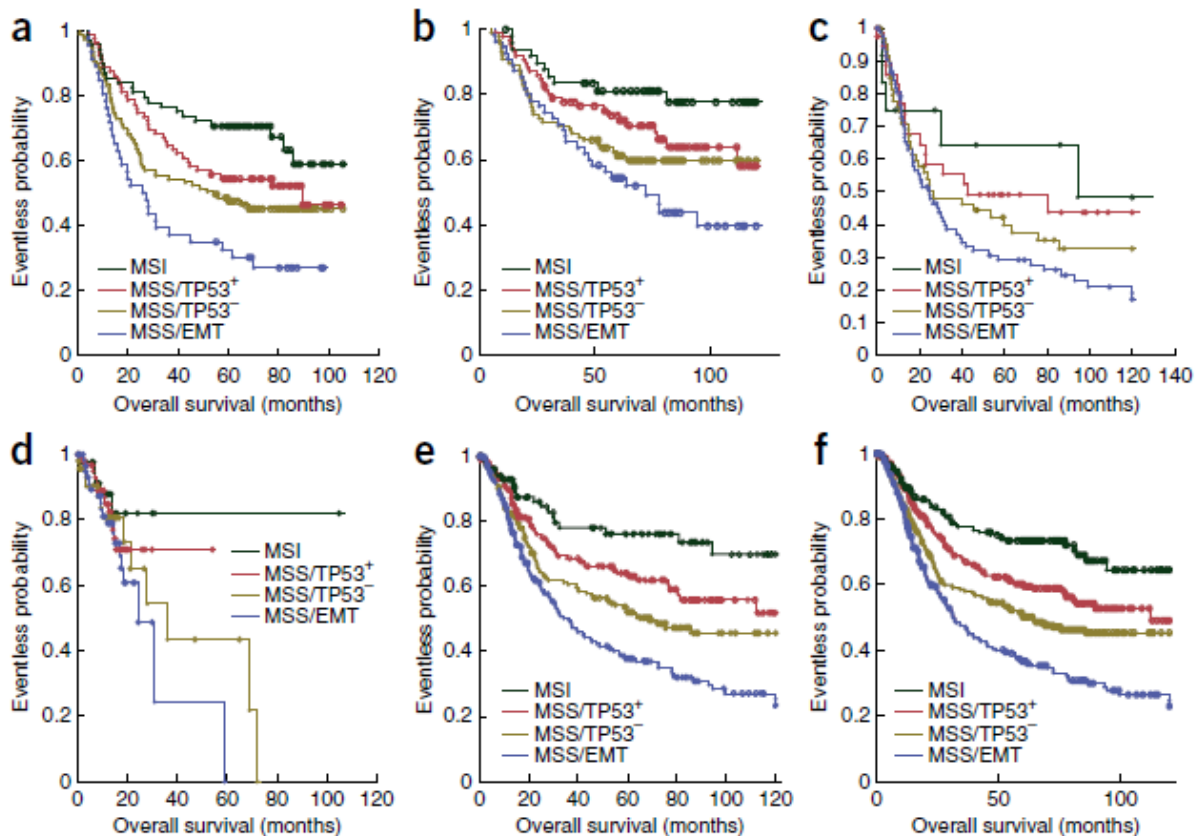 a
Eventless probability
1
0.8
0.6
0.4
0.2
0
MSI
MSS/TP53⁺
MSS/TP53⁻
MSS/EMT
0 20 40 60 80 100 120
Overall survival (months)
b
Eventless probability
1
0.8
0.6
0.4
0.2
0
MSI
MSS/TP53⁺
MSS/TP53⁻
MSS/EMT
50 100
Overall survival (months)
c
Eventless probability
1
0.9
0.8
0.7
0.6
0.5
0.4
0.3
0.2
0.1
0
MSI
MSS/TP53⁺
MSS/TP53⁻
MSS/EMT
0 20 40 60 80 100 120 140
Overall survival (months)
d
Eventless probability
1
0.8
0.6
0.4
0.2
0
MSI
MSS/TP53⁺
MSS/TP53⁻
MSS/EMT
0 20 40 60 80 100 120
Overall survival (months)
e
Eventless probability
1
0.8
0.6
0.4
0.2
0
MSI
MSS/TP53⁺
MSS/TP53⁻
MSS/EMT
0 20 40 60 80 100 120
Overall survival (months)
f
Eventless probability
1
0.8
0.6
0.4
0.2
0
MSI
MSS/TP53⁺
MSS/TP53⁻
MSS/EMT
0 50 100
Overall survival (months)